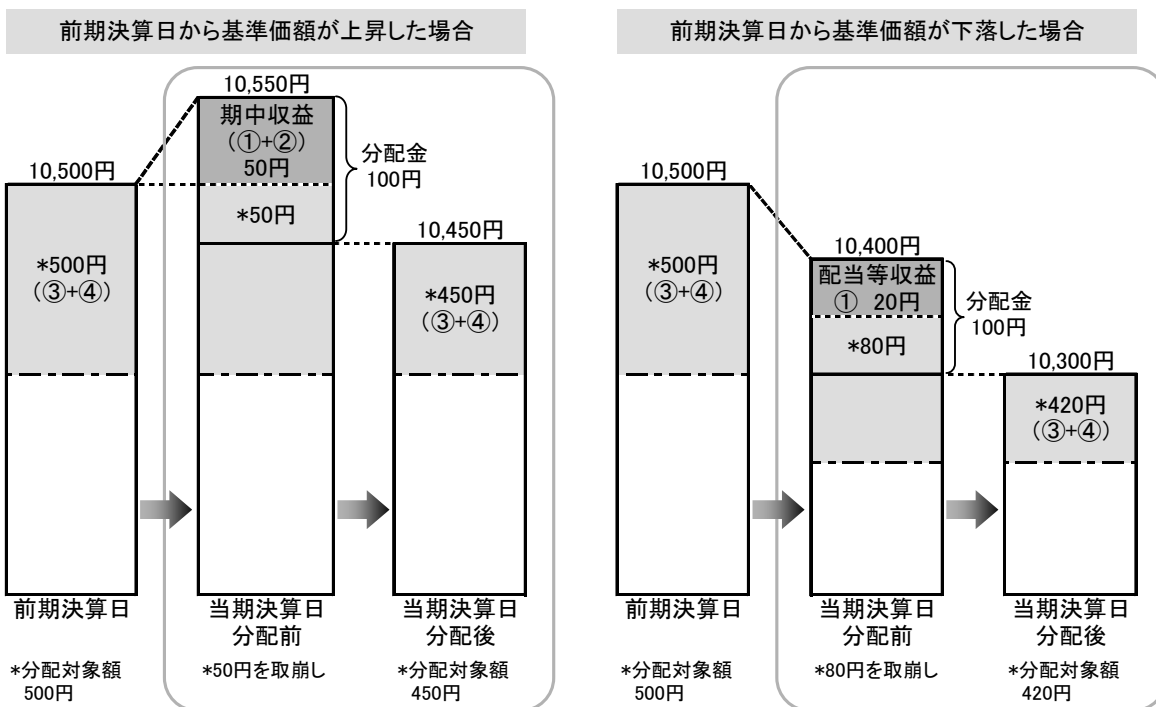 前期決算日から基準価額が上昇した場合
10,550円
期中収益
(①+②)
50円
分配金
100円
10,500円
*50円
10,450円
*500円
(③+④)
*450円
(③+④)
前期決算日
当期決算日
分配前
当期決算日
分配後
*分配対象額
500円
*50円を取崩し
*分配対象額
450円
前期決算日から基準価額が下落した場合
10,500円
10,400円
*500円
(③+④)
配当等収益
① 20円
分配金
100円
*80円
10,300円
*420円
(③+④)
前期決算日
当期決算日
分配前
当期決算日
分配後
*分配対象額
500円
*80円を取崩し
*分配対象額
420円